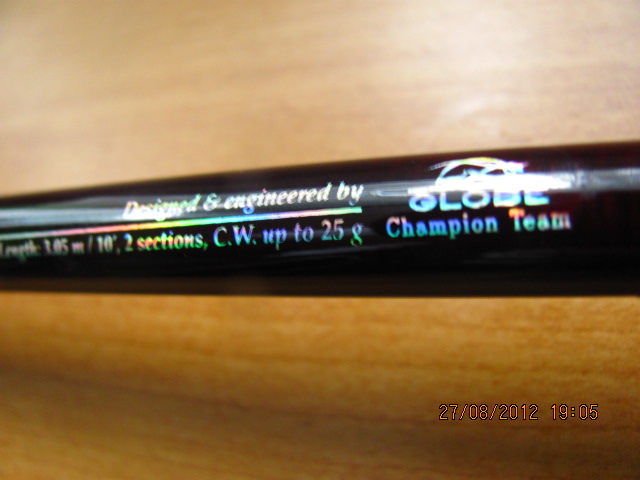 Designed & engineered by
Length: 3.05 m / 10', 2 sections, C.W. up to 25 g
GLOBE
Champion Team
27/08/2012 19:05